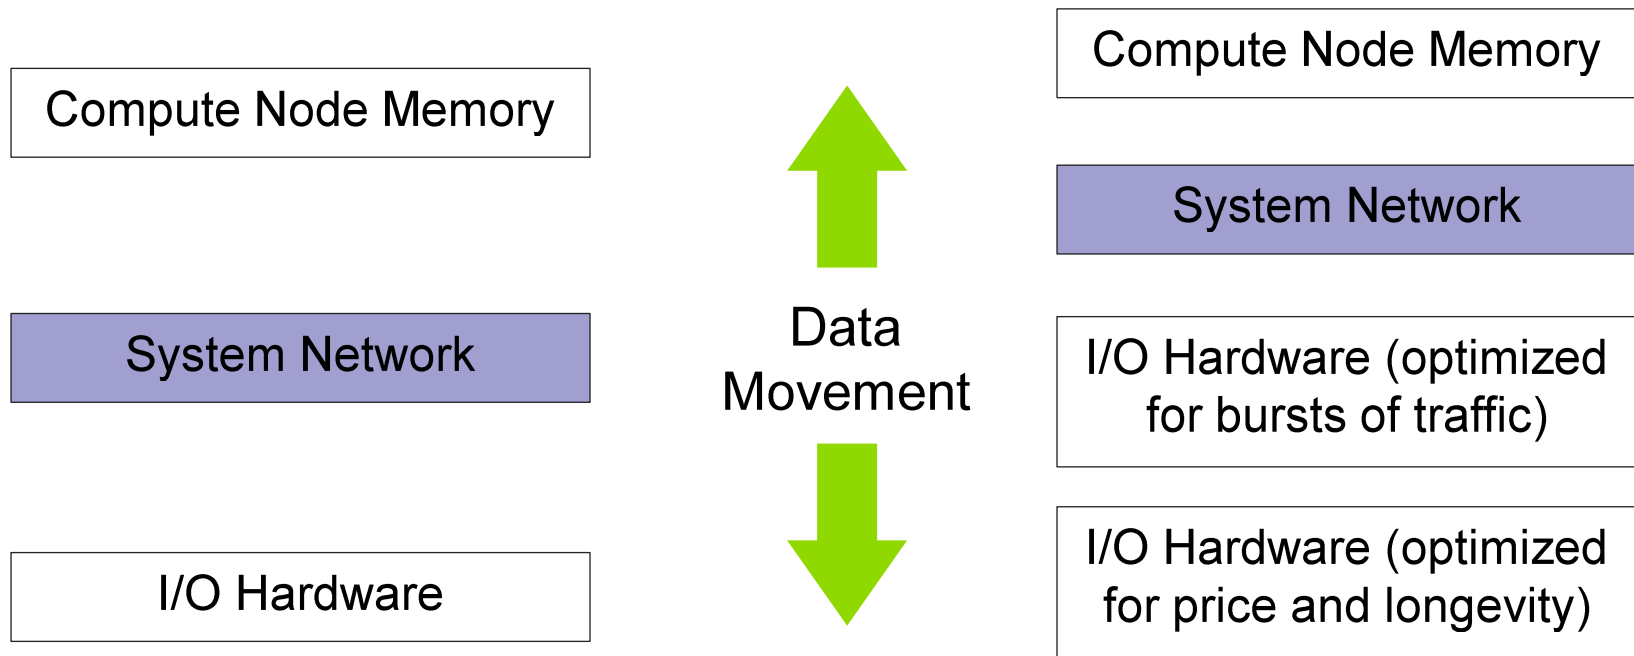 Compute Node Memory
System Network
I/O Hardware
Data
Movement
Compute Node Memory
System Network
I/O Hardware (optimized
for bursts of traffic)
I/O Hardware (optimized
for price and longevity)